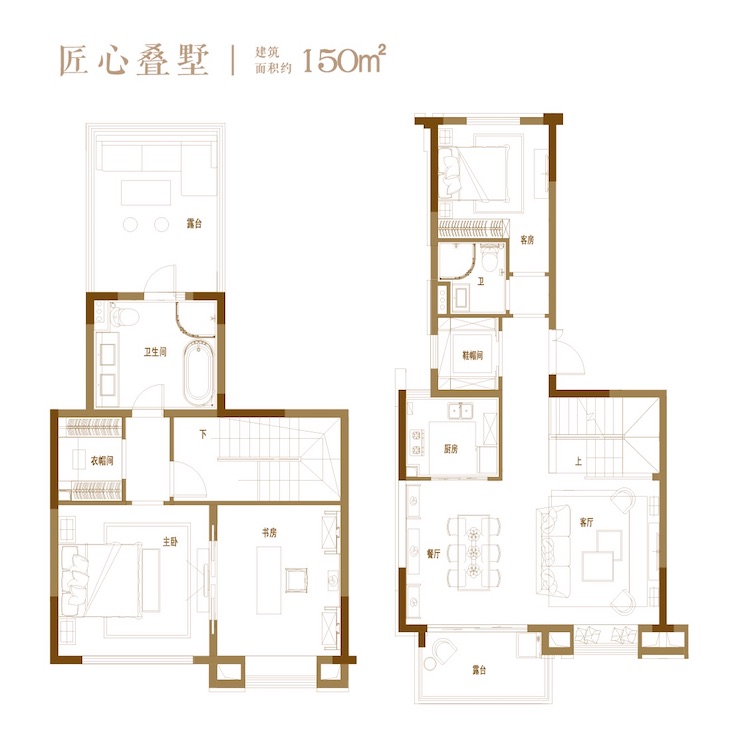 匠心叠墅
建筑
面积约
150㎡
露台
卫生间
衣帽间
下
主卧
书房
客房
卫
鞋帽间
厨房
上
餐厅
客厅
露台